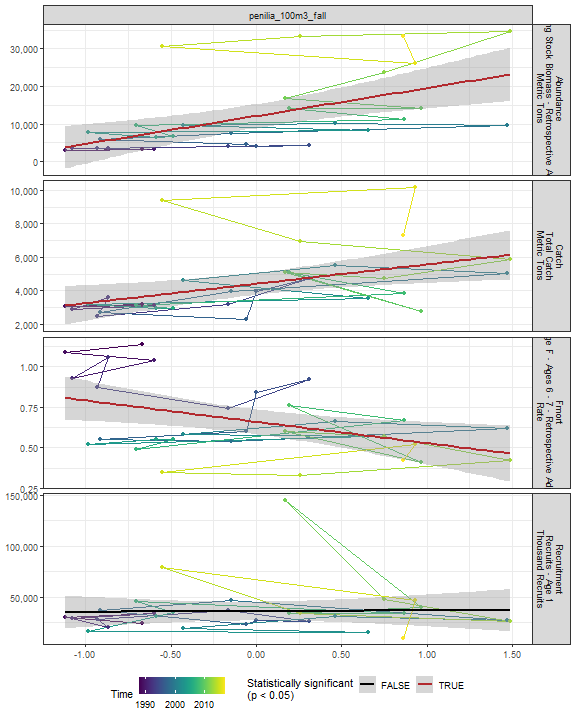 penilia_100m3_fall
30,000
20,000
10,000
0
Abundance
Stock Biomass - Retrospective
Metric Tons
10,000
8,000
6,000
4,000
2,000
Catch
Total Catch
Metric Tons
1.00
0.75
0.50
0.25
Fmort
F - Ages 6 - 7 - Retrospective
Rate
150,000
100,000
50,000
Recruitment
Recruits - Age 1
Thousand Recruits
-1.00
-0.50
0.00
0.50
1.00
1.50
Time
1990
2000
2010
Statistically significant
(p < 0.05)
FALSE
TRUE